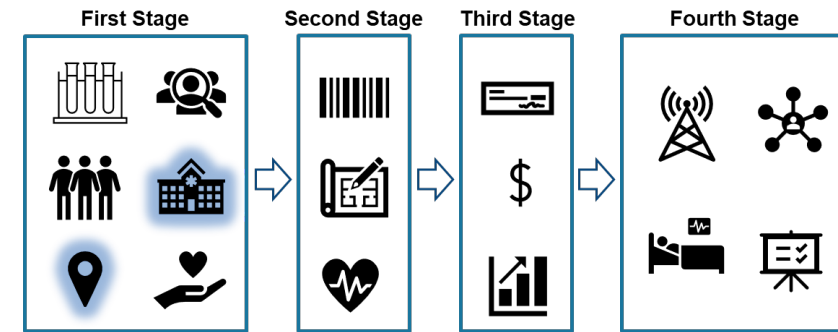 First Stage
Second Stage
Third Stage
Fourth Stage
$